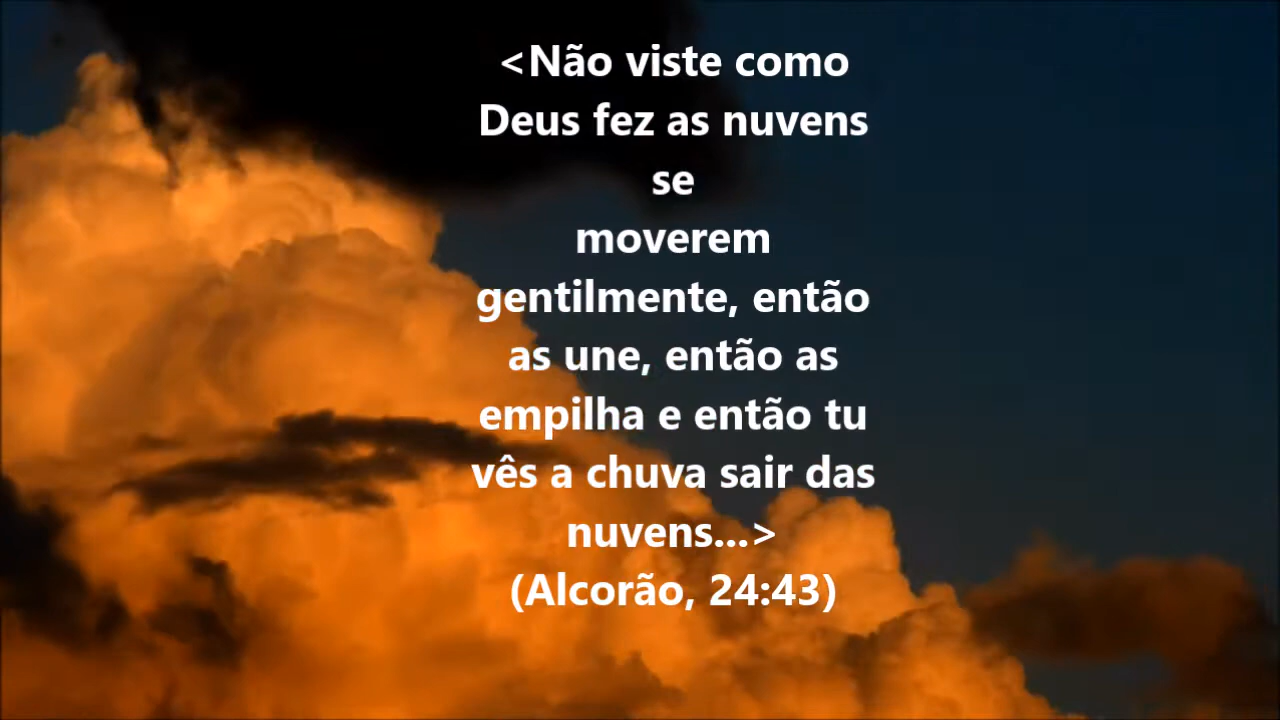 <Não viste como
Deus fez as nuvens
se
moverem
gentilmente, então
as une, então as
empilha e então tu
vês a chuva sair das
nuvens...>
(Alcorão, 24:43)